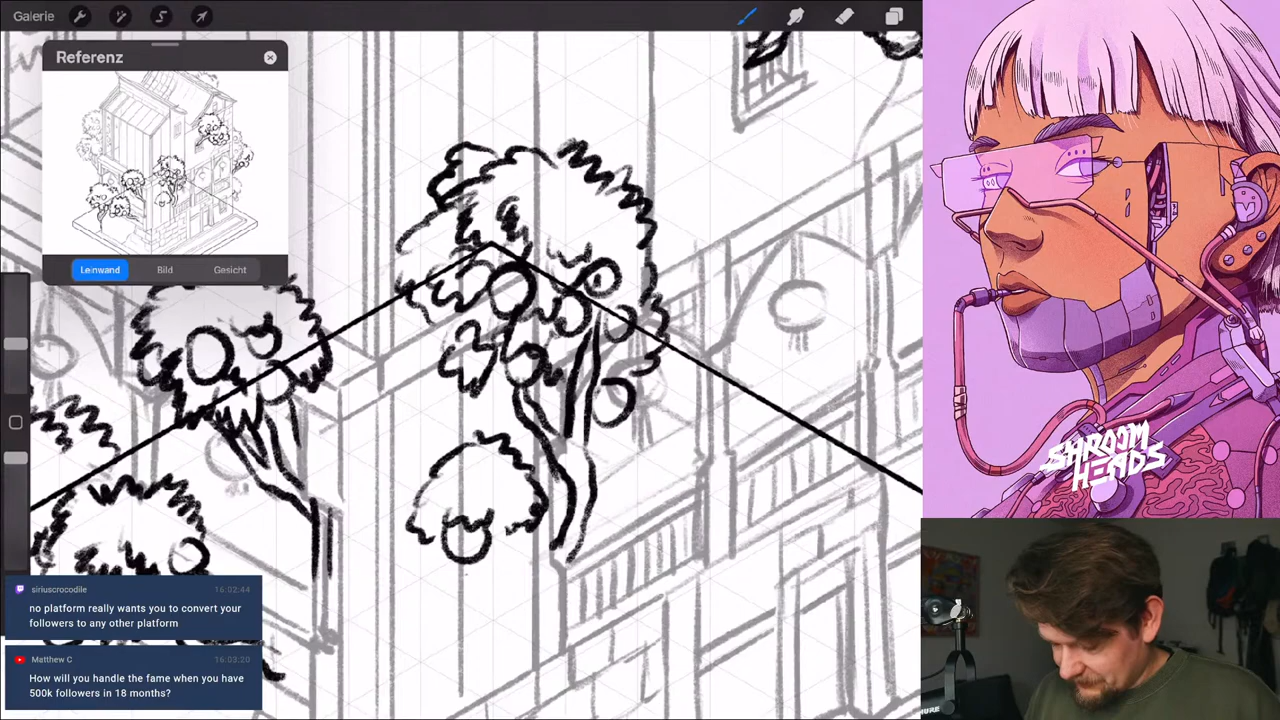 Galerie
Referenz
Leinwand Bild Gesicht
siriuscrocodile 16:02:44
no platform really wants you to convert your
followers to any other platform
Matthew C 16:03:20
How will you handle the fame when you have
500k followers in 18 months?
SHROOM
HEADS
SHURE